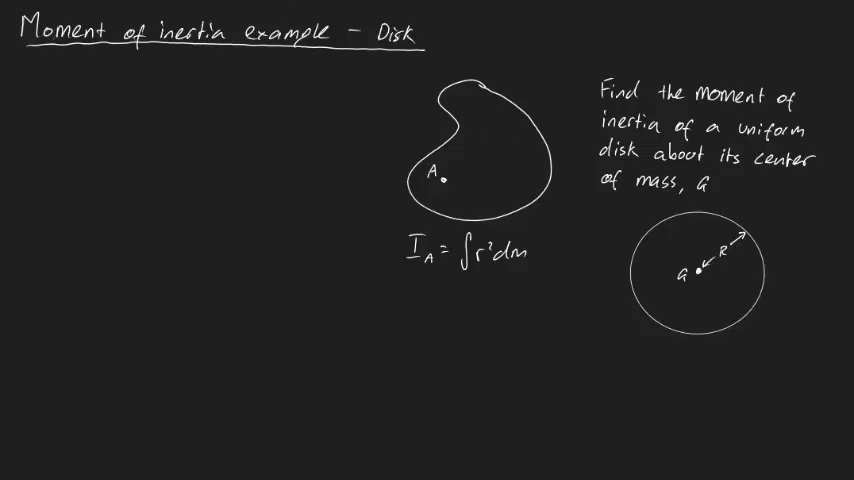 Moment of inertia example - Disk
A
I_A = ∫r²dm
Find the moment of
inertia of a uniform
disk about its center
of mass, G
R
G